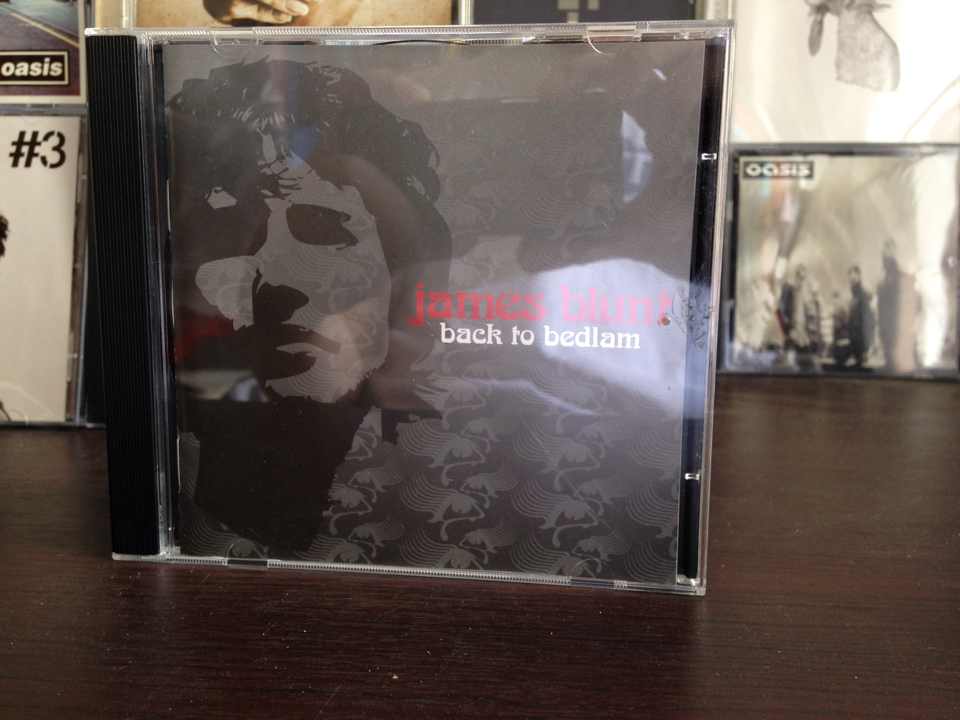 oasis
#3
oasis
james blunt
back to bedlam